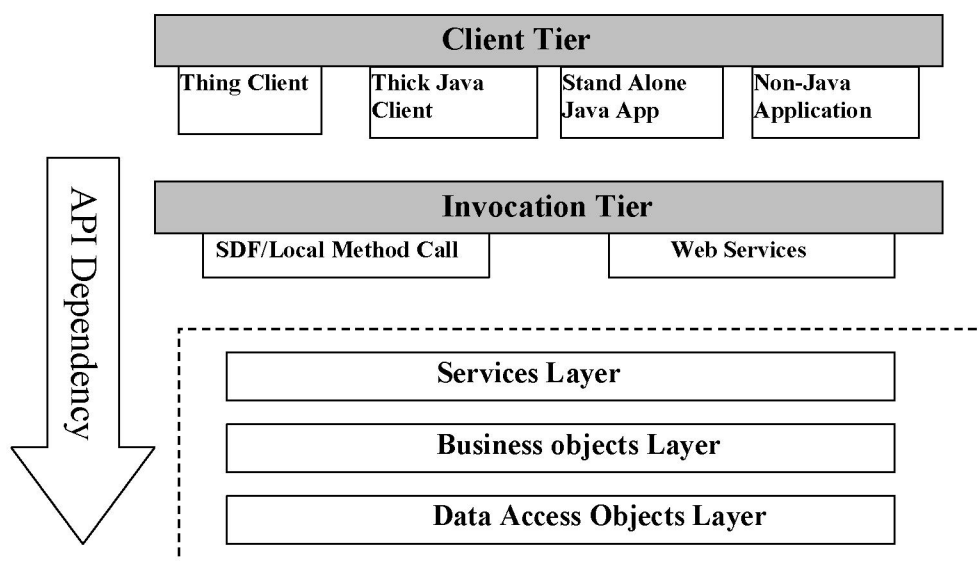 Client Tier
Thing Client
Thick Java
Client
Stand Alone
Java App
Non-Java
Application
API Dependency
Invocation Tier
SDF/Local Method Call
Web Services
Services Layer
Business objects Layer
Data Access Objects Layer